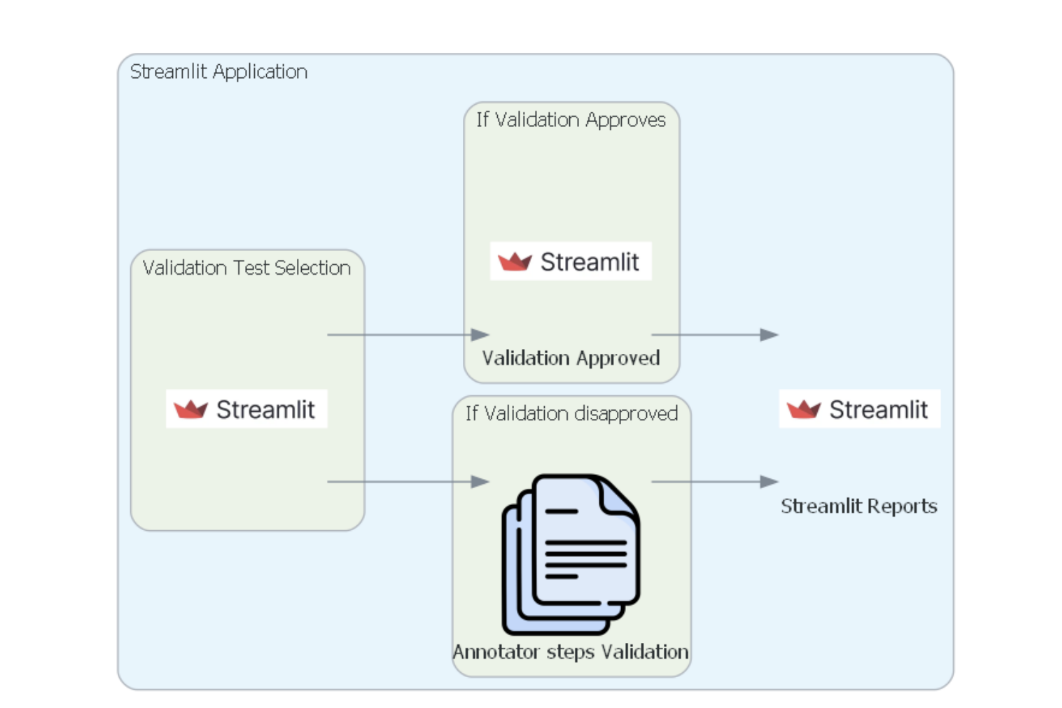 Streamlit Application
If Validation Approves
Streamlit
Validation Approved
Validation Test Selection
Streamlit
If Validation disapproved
Annotator steps Validation
Streamlit
Streamlit Reports